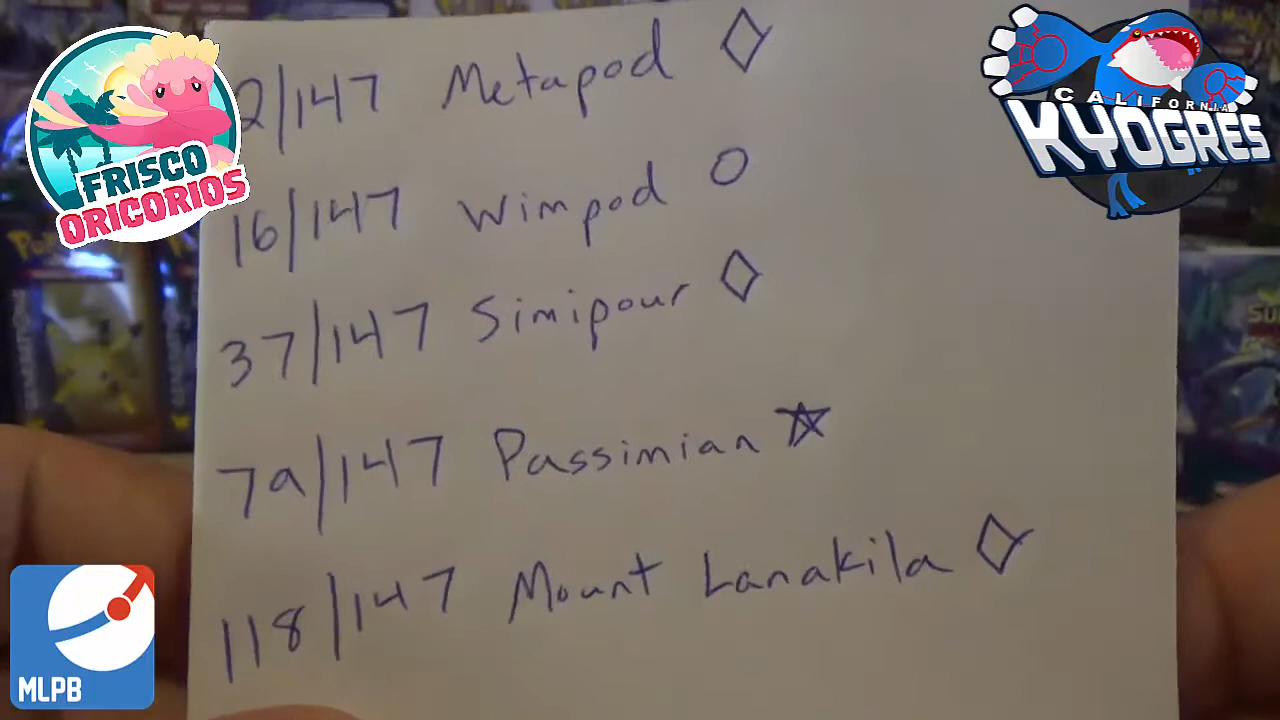 2/147 Metapod ◇
16/147 Wimpod ○
37/147 Simipour ◇
79/147 Passimian ☆
118/147 Mount Lanakila ◇
FRISCO
ORICORIOS
CALIFORNIA
KYOGRES
MLPB